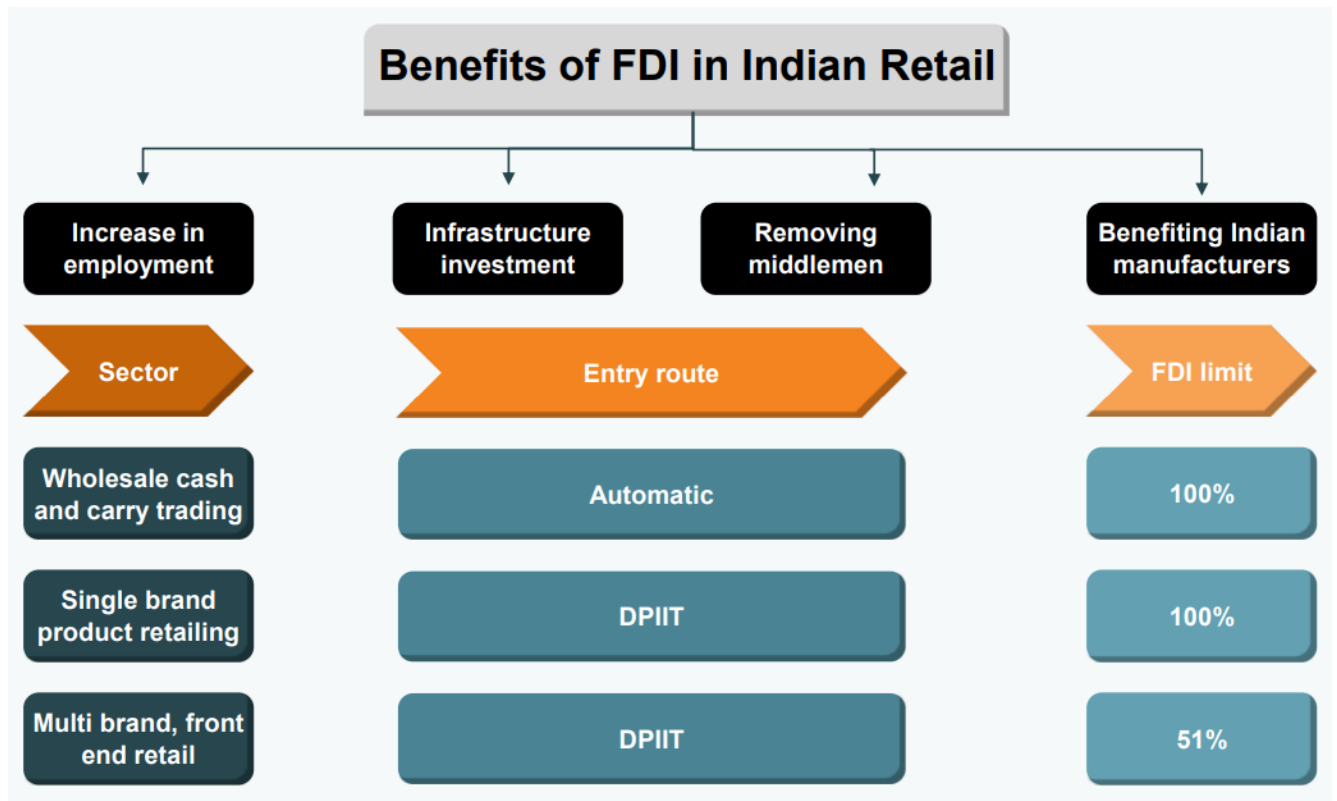 Benefits of FDI in Indian Retail
Increase in
employment
Infrastructure
investment
Removing
middlemen
Benefiting Indian
manufacturers
Sector
Entry route
FDI limit
Wholesale cash
and carry trading
Automatic
100%
Single brand
product retailing
DPIIT
100%
Multi brand, front
end retail
DPIIT
51%